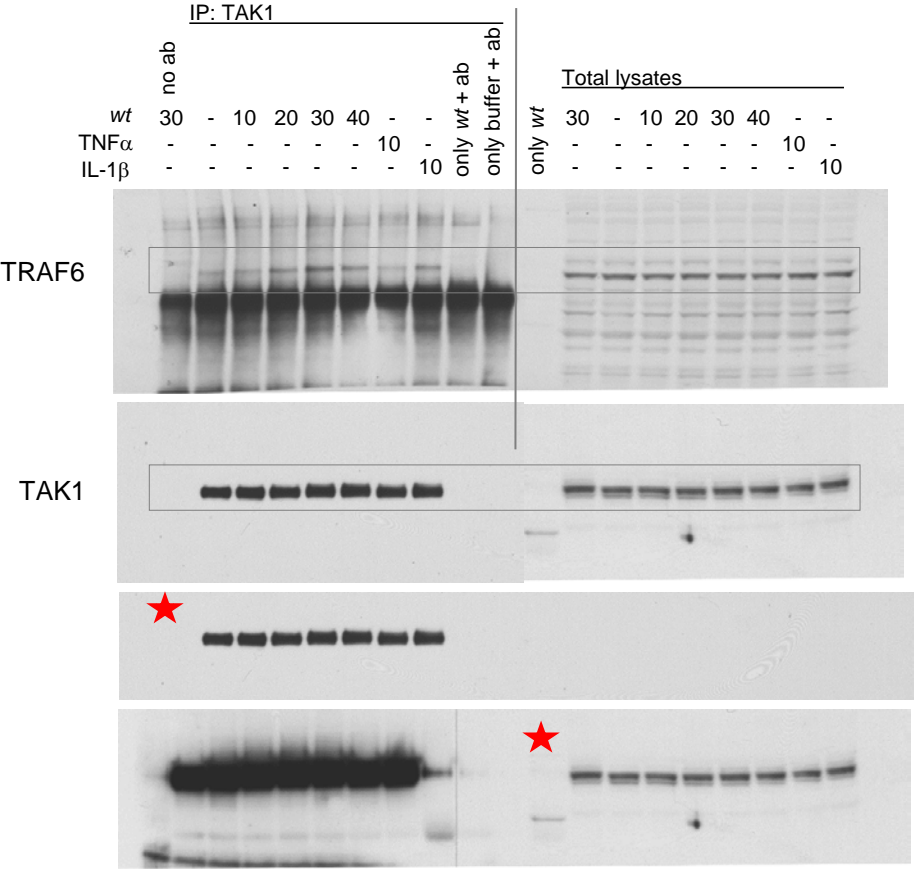 IP: TAK1
no ab
only wt + ab
only buffer + ab
only wt
Total lysates
wt 30 - 10 20 30 40 - - 30 - 10 20 30 40 - -
TNFα - - - - - - 10 - - - - - - - 10 -
IL-1β - - - - - - - 10 - - - - - - - 10
TRAF6
TAK1